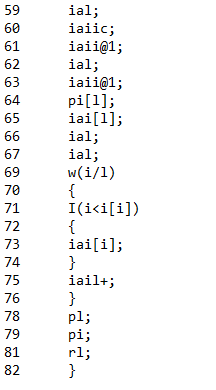 59 ial;
60 iaiic;
61 iaii@1;
62 ial;
63 iaii@1;
64 pi[l];
65 iai[l];
66 ial;
67 ial;
69 w(i/l)
70 {
71 I(i<i[i])
72 {
73 iai[i];
74 }
75 iail+;
76 }
78 pl;
79 pi;
81 rl;
82 }